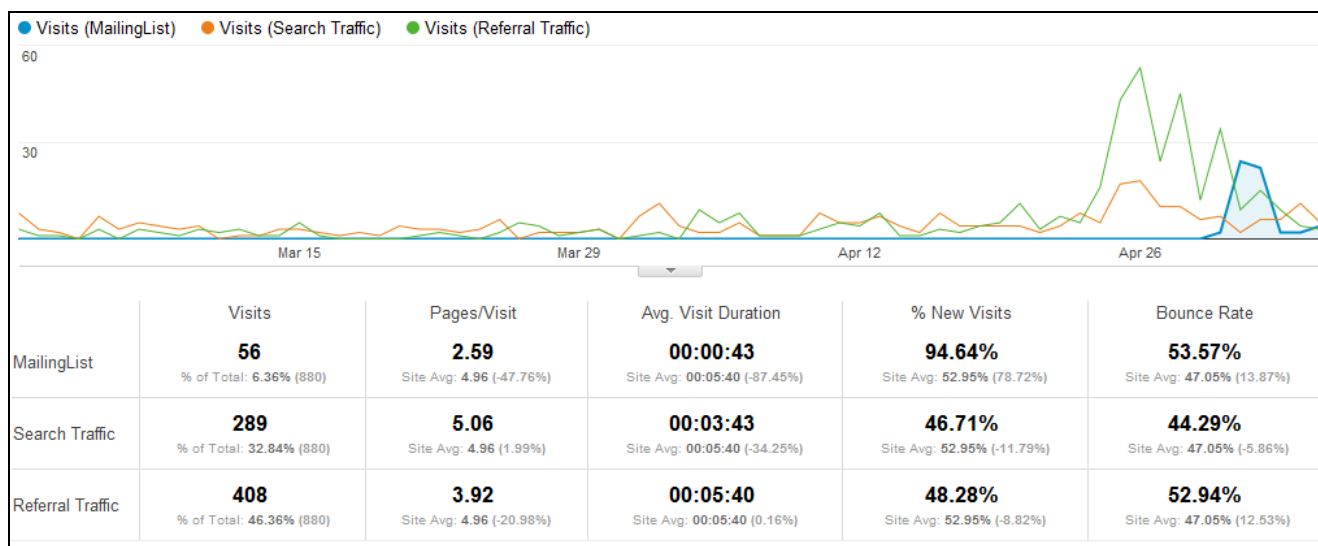 Visits (MailingList) Visits (Search Traffic) Visits (Referral Traffic)
60
30
Mar 15 Mar 29 Apr 12 Apr 26
Visits Pages/Visit Avg. Visit Duration % New Visits Bounce Rate
MailingList 56 2.59 00:00:43 94.64% 53.57%
% of Total: 6.36% (880) Site Avg: 4.96 (-47.76%) Site Avg: 00:05:40 (-87.45%) Site Avg: 52.95% (78.72%) Site Avg: 47.05% (13.87%)
Search Traffic 289 5.06 00:03:43 46.71% 44.29%
% of Total: 32.84% (880) Site Avg: 4.96 (1.99%) Site Avg: 00:05:40 (-34.25%) Site Avg: 52.95% (-11.79%) Site Avg: 47.05% (-5.86%)
Referral Traffic 408 3.92 00:05:40 48.28% 52.94%
% of Total: 46.36% (880) Site Avg: 4.96 (-20.98%) Site Avg: 00:05:40 (0.16%) Site Avg: 52.95% (-8.82%) Site Avg: 47.05% (12.53%)